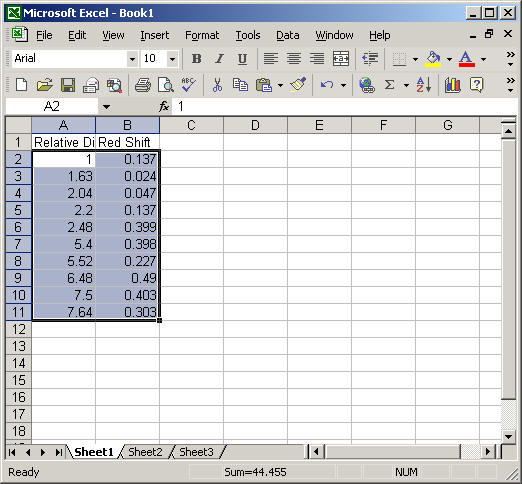 Microsoft Excel - Book1
File Edit View Insert Format Tools Data Window Help
Arial 10 B I U
A2 fx 1
A B C D E F G
1 Relative Di Red Shift
2 1 0.137
3 1.63 0.024
4 2.04 0.047
5 2.2 0.137
6 2.48 0.399
7 5.4 0.398
8 5.52 0.227
9 6.48 0.49
10 7.5 0.403
11 7.64 0.303
12
13
14
15
16
17
18
Sheet1 Sheet2 Sheet3
Ready Sum=44.455 NUM